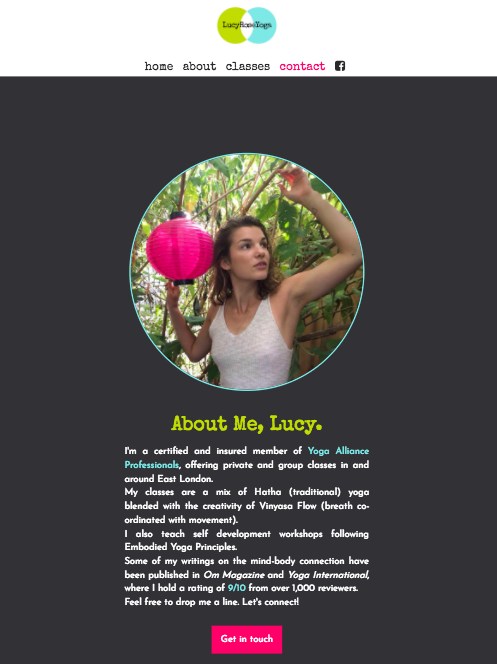 LucyRoseYoga
home about classes contact
About Me, Lucy.
I'm a certified and insured member of Yoga Alliance
Professionals, offering private and group classes in and
around East London.
My classes are a mix of Hatha (traditional) yoga
blended with the creativity of Vinyasa Flow (breath co-
ordinated with movement).
I also teach self development workshops following
Embodied Yoga Principles.
Some of my writings on the mind-body connection have
been published in Om Magazine and Yoga International,
where I hold a rating of 9/10 from over 1,000 reviewers.
Feel free to drop me a line. Let's connect!
Get in touch